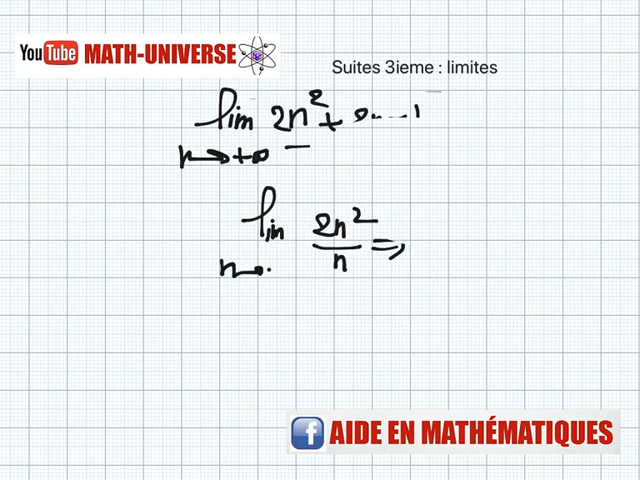 YouTube MATH-UNIVERSE
Suites 3ieme : limites
lim 2n² +
n→+∞
lim 2n²/n ⇒
n→
AIDE EN MATHÉMATIQUES